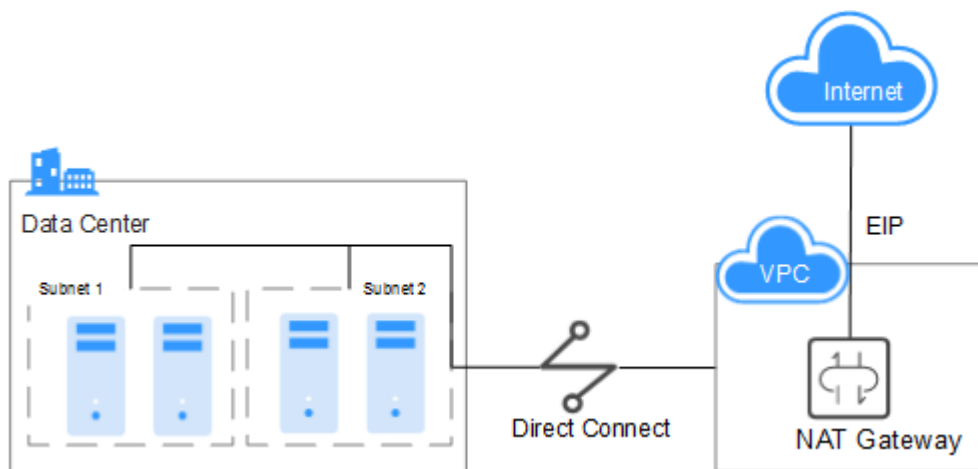 Internet
Data Center
EIP
VPC
Subnet 1
Subnet 2
Direct Connect
NAT Gateway